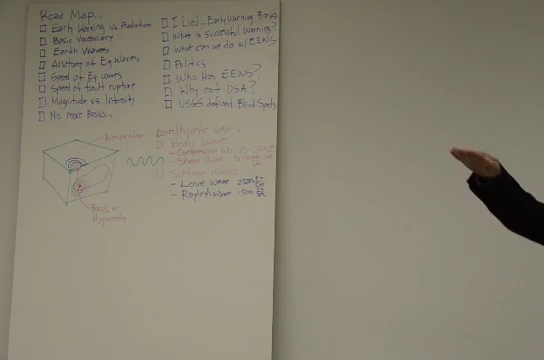 Road Map...
Early Warning vs. Prediction
Basic Vocabulary
Earth Waves
Anatomy of Eq. Waves
Speed of Eq waves
Speed of fault rupture
Magnitude vs Intensity
No more Basics
I Lied... Early Warning Basics
What is successful Warning?
What can we do w/ EEWS
Politics
Who Has EEWS?
Why not USA?
USGS defined Blind Spots
Epicenter
Earthquake waves
Body waves
- Compression Wv
- Shear Wave
Surface waves
- Love wave
- Rayleigh wave
Focus or
Hypocenter